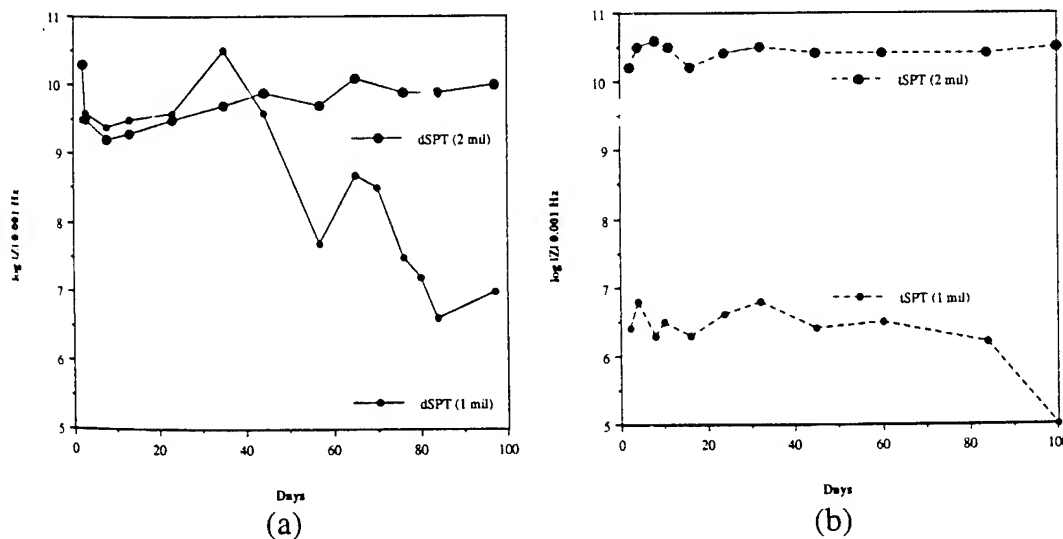 11
10
9
8
7
6
5
log |Z| 0.001 Hz
dSPT (2 mil)
dSPT (1 mil)
0 20 40 60 80 100
Days
(a)
11
10
9
8
7
6
5
log |Z| 0.001 Hz
tSPT (2 mil)
tSPT (1 mil)
0 20 40 60 80 100
Days
(b)